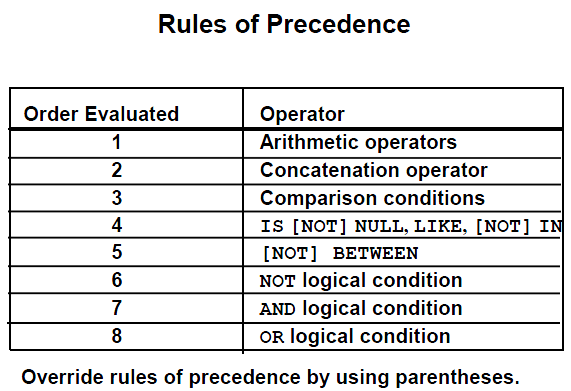 Rules of Precedence
Order Evaluated Operator
1 Arithmetic operators
2 Concatenation operator
3 Comparison conditions
4 IS [NOT] NULL, LIKE, [NOT] IN
5 [NOT] BETWEEN
6 NOT logical condition
7 AND logical condition
8 OR logical condition
Override rules of precedence by using parentheses.